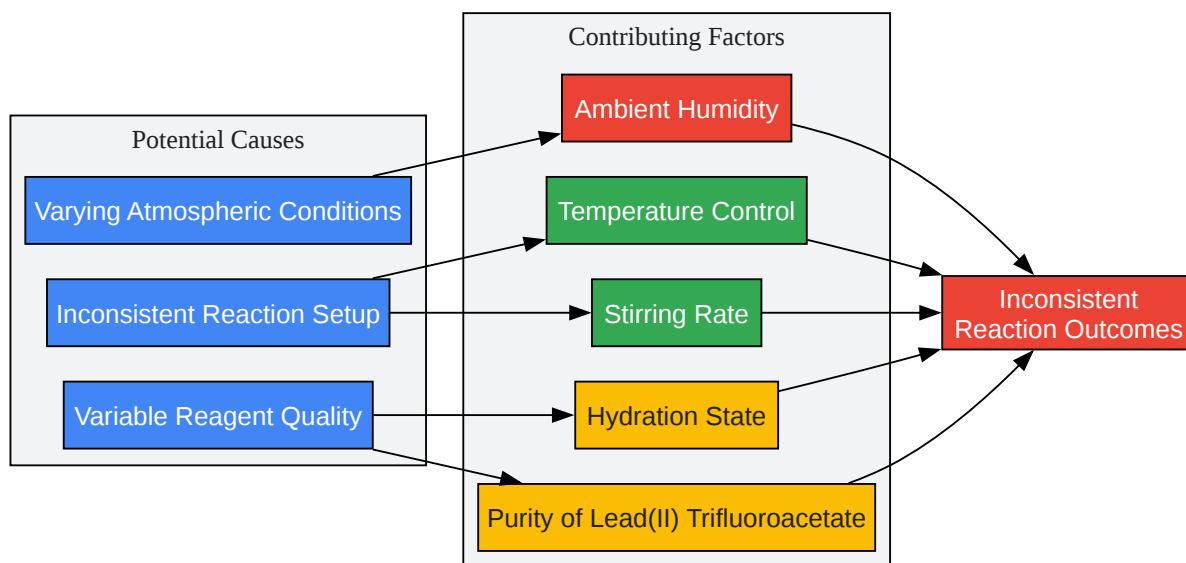 Contributing Factors
Potential Causes
Ambient Humidity
Varying Atmospheric Conditions
Temperature Control
Inconsistent Reaction Setup
Stirring Rate
Inconsistent
Reaction Outcomes
Variable Reagent Quality
Hydration State
Purity of Lead(II) Trifluoroacetate